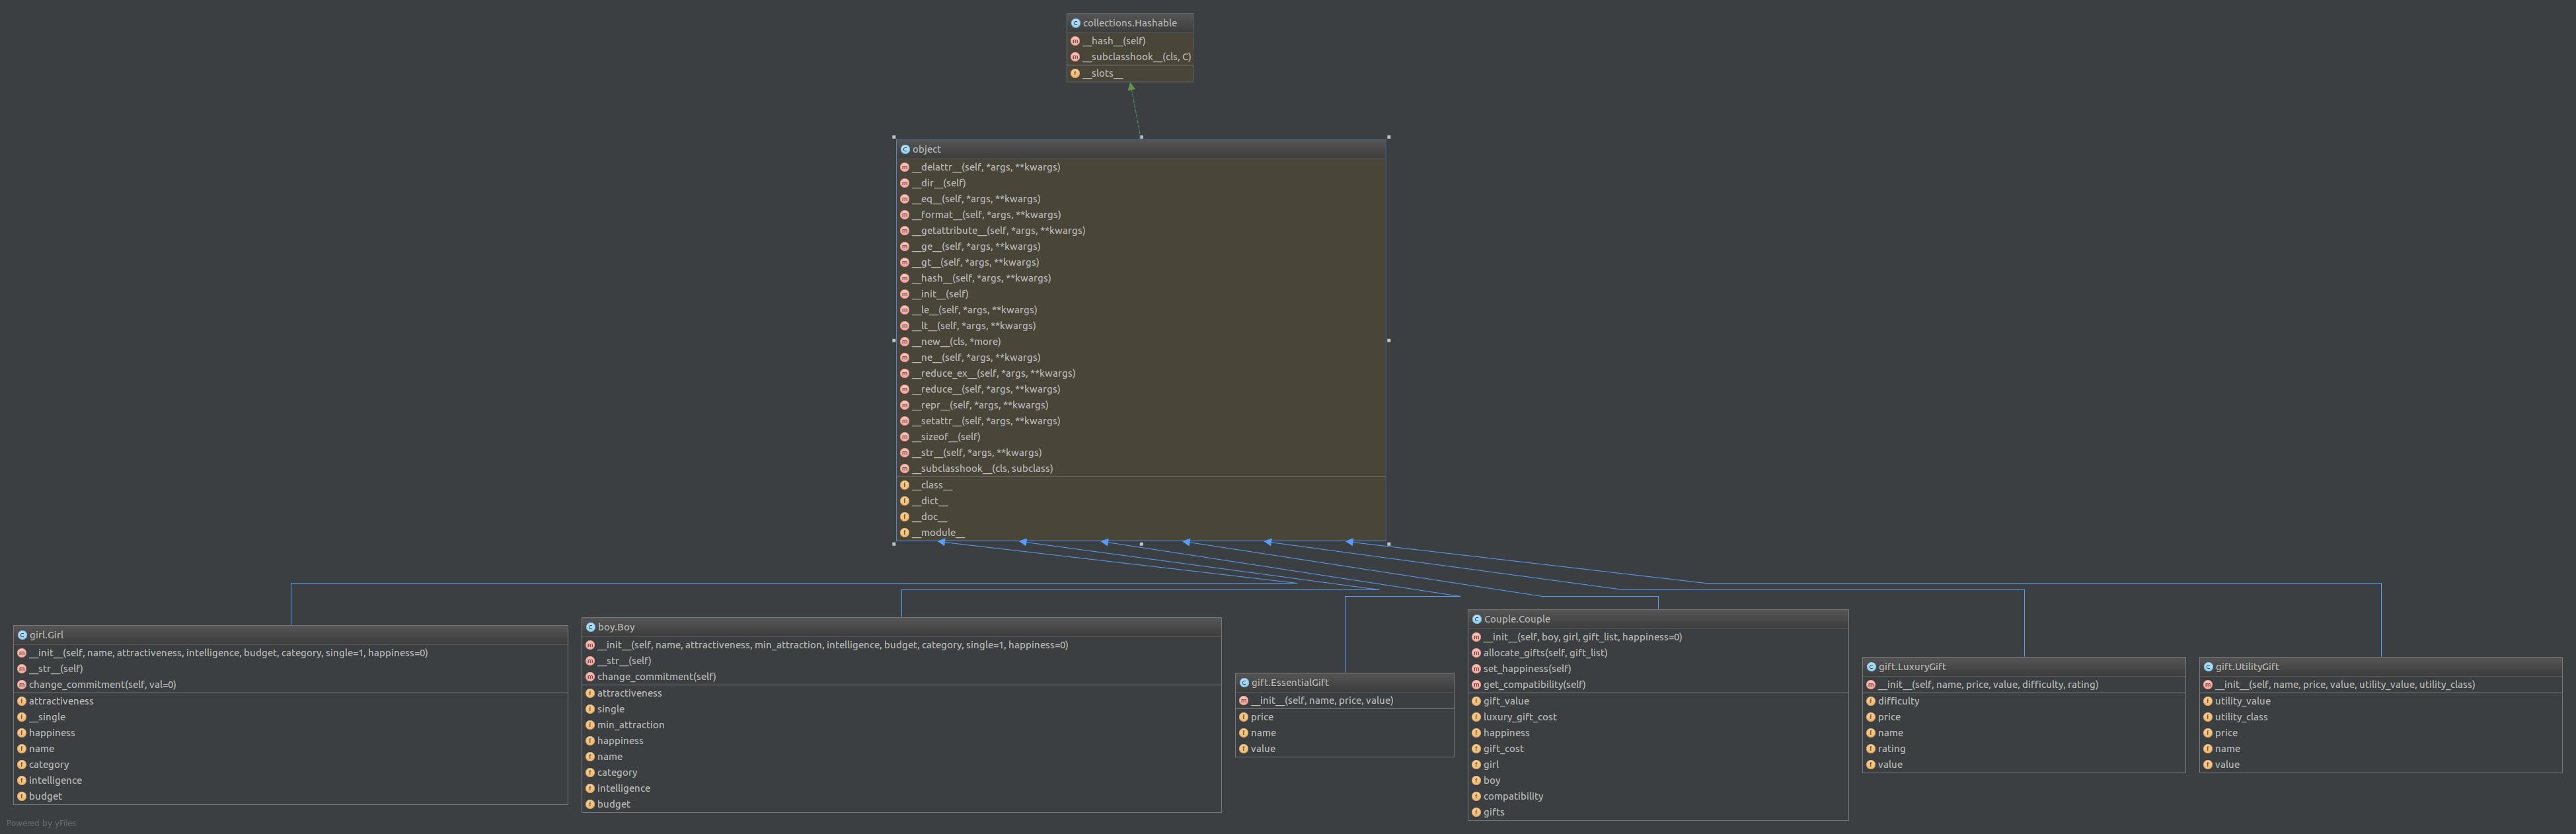 collections.Hashable
__hash__(self)
__subclasshook__(cls, C)
__slots__
object
__delattr__(self, *args, **kwargs)
__dir__(self)
__eq__(self, *args, **kwargs)
__format__(self, *args, **kwargs)
__getattribute__(self, *args, **kwargs)
__ge__(self, *args, **kwargs)
__gt__(self, *args, **kwargs)
__hash__(self, *args, **kwargs)
__init__(self)
__le__(self, *args, **kwargs)
__lt__(self, *args, **kwargs)
__new__(cls, *more)
__ne__(self, *args, **kwargs)
__reduce_ex__(self, *args, **kwargs)
__reduce__(self, *args, **kwargs)
__repr__(self, *args, **kwargs)
__setattr__(self, *args, **kwargs)
__sizeof__(self)
__str__(self, *args, **kwargs)
__subclasshook__(cls, subclass)
__class__
__dict__
__doc__
__module__
girl.Girl
__init__(self, name, attractiveness, intelligence, budget, category, single=1, happiness=0)
__str__(self)
change_commitment(self, val=0)
attractiveness
__single
happiness
name
category
intelligence
budget
boy.Boy
__init__(self, name, attractiveness, min_attraction, intelligence, budget, category, single=1, happiness=0)
__str__(self)
change_commitment(self)
attractiveness
single
min_attraction
happiness
name
category
intelligence
budget
gift.EssentialGift
__init__(self, name, price, value)
price
name
value
Couple.Couple
__init__(self, boy, girl, gift_list, happiness=0)
allocate_gifts(self, gift_list)
set_happiness(self)
get_compatibility(self)
gift_value
luxury_gift_cost
happiness
gift_cost
girl
boy
compatibility
gifts
gift.LuxuryGift
__init__(self, name, price, value, difficulty, rating)
difficulty
price
name
rating
value
gift.UtilityGift
__init__(self, name, price, value, utility_value, utility_class)
utility_value
utility_class
price
name
value
Powered by yFiles